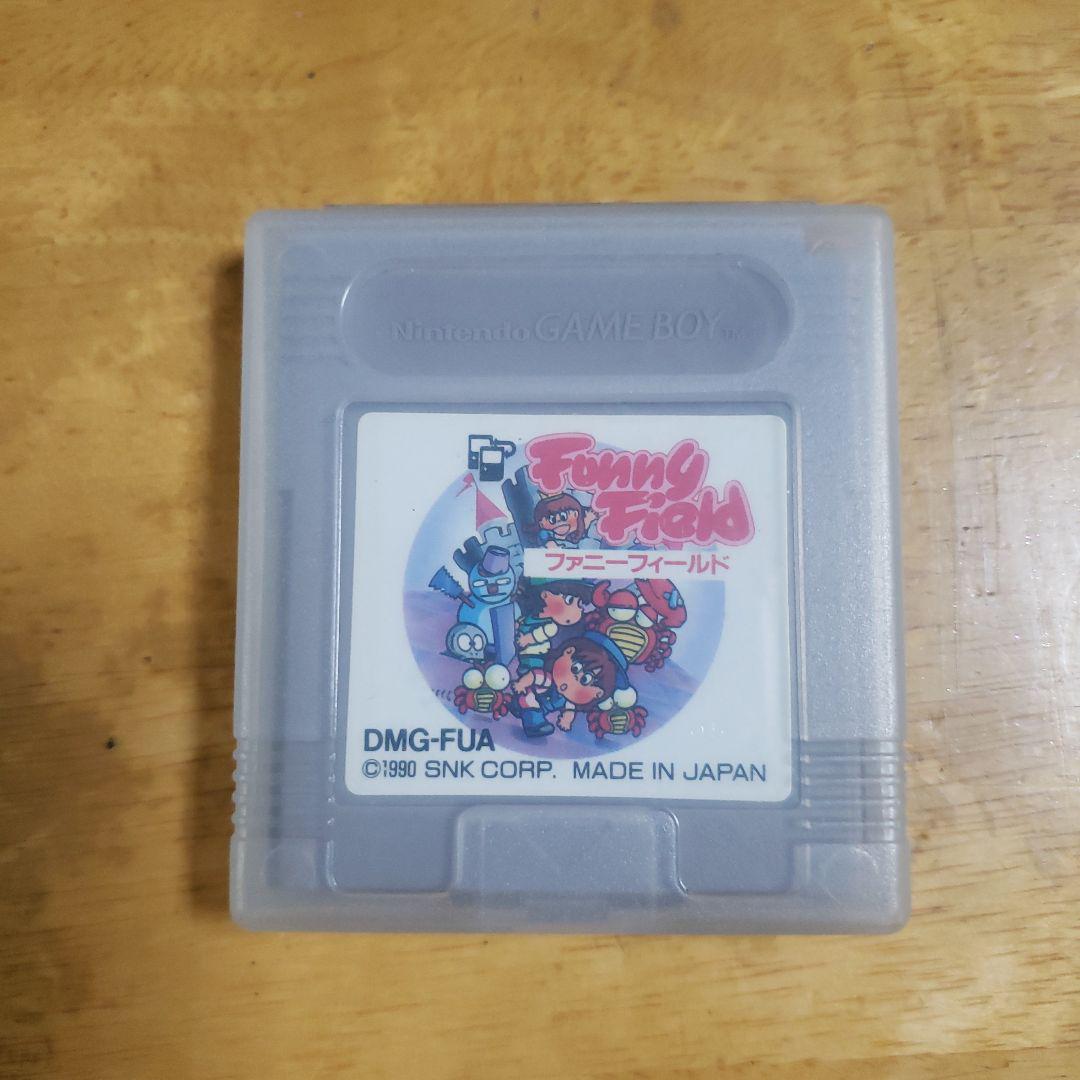 Nintendo GAME BOY TM
Funny
Field
ファニーフィールド
DMG-FUA
©1990 SNK CORP. MADE IN JAPAN